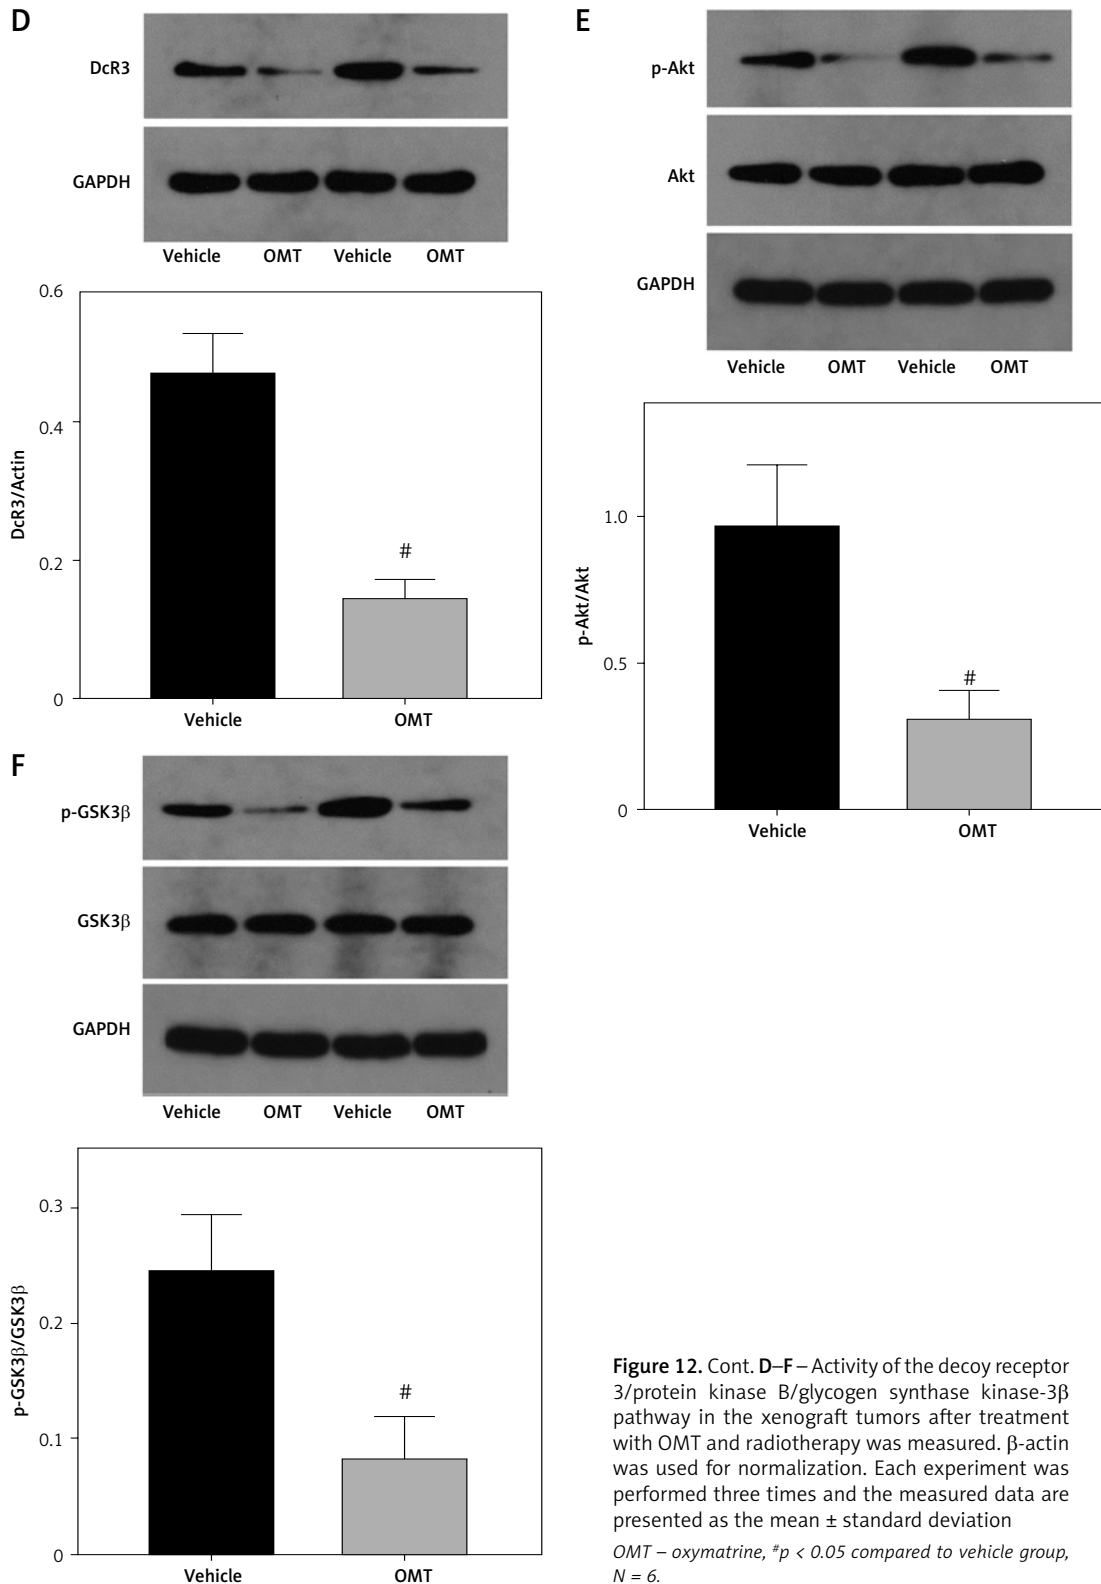 D
DcR3
GAPDH
Vehicle OMT Vehicle OMT
0.6
0.4
0.2
0
DcR3/Actin
#
Vehicle OMT
E
p-Akt
Akt
GAPDH
Vehicle OMT Vehicle OMT
1.0
0.5
0
p-Akt/Akt
#
Vehicle OMT
F
p-GSK3β
GSK3β
GAPDH
Vehicle OMT Vehicle OMT
0.3
0.2
0.1
0
p-GSK3β/GSK3β
#
Vehicle OMT
Figure 12. Cont. D–F – Activity of the decoy receptor
3/protein kinase B/glycogen synthase kinase-3β
pathway in the xenograft tumors after treatment
with OMT and radiotherapy was measured. β-actin
was used for normalization. Each experiment was
performed three times and the measured data are
presented as the mean ± standard deviation
OMT – oxymatrine, #p < 0.05 compared to vehicle group,
N = 6.